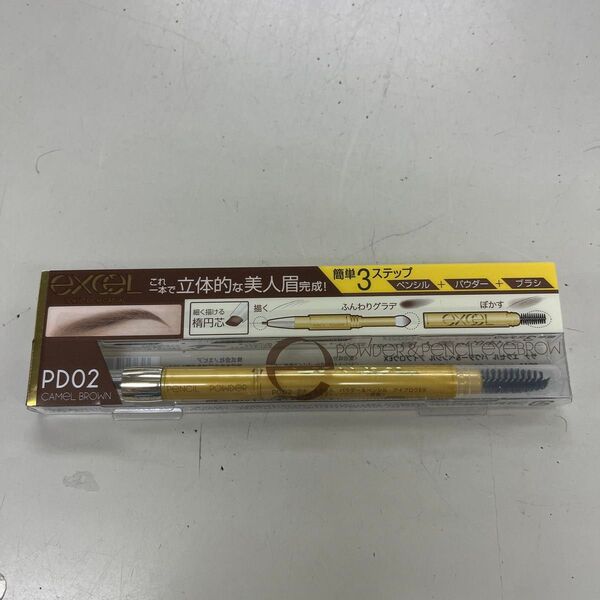 excel
これ
一本で立体的な美人眉完成!
簡単3ステップ
ペンシル + パウダー + ブラシ
細く描ける
楕円芯
描く
ふんわりグラデ
ぼかす
excel
POWDER & PENCIL EYEBROW
PD02
CAMEL BROWN
PENCIL POWDER